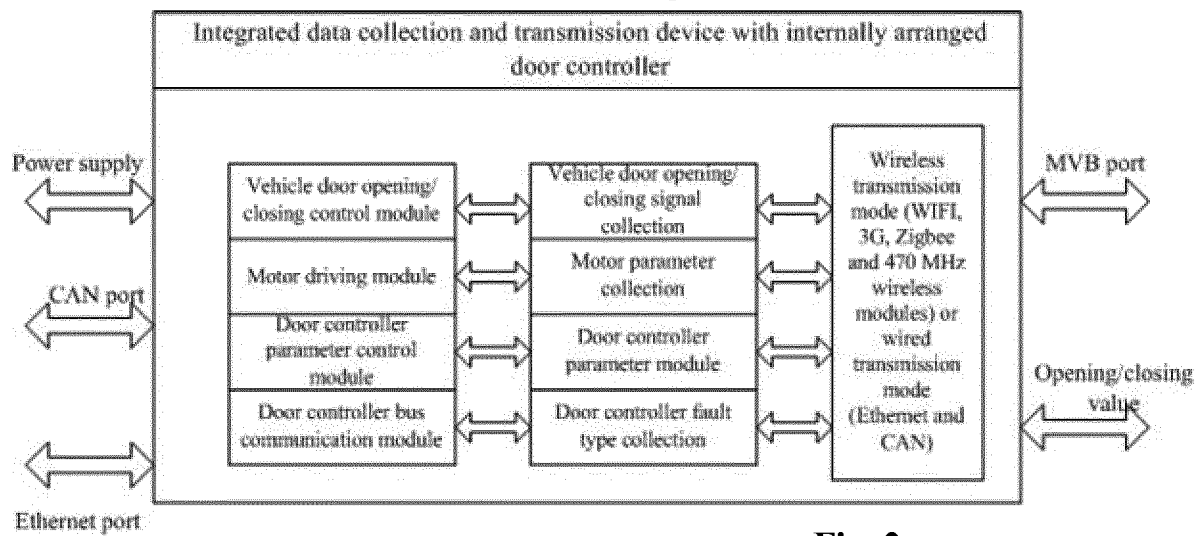 Integrated data collection and transmission device with internally arranged
door controller
Power supply
CAN port
Ethernet port
Vehicle door opening/
closing control module
Motor driving module
Door controller
parameter control
module
Door controller bus
communication module
Vehicle door opening/
closing signal
collection
Motor parameter
collection
Door controller
parameter module
Door controller fault
type collection
Wireless
transmission
mode (WIFI,
3G, Zigbee
and 470 MHz
wireless
modules) or
wired
transmission
mode
(Ethernet and
CAN)
MVB port
Opening/closing
value